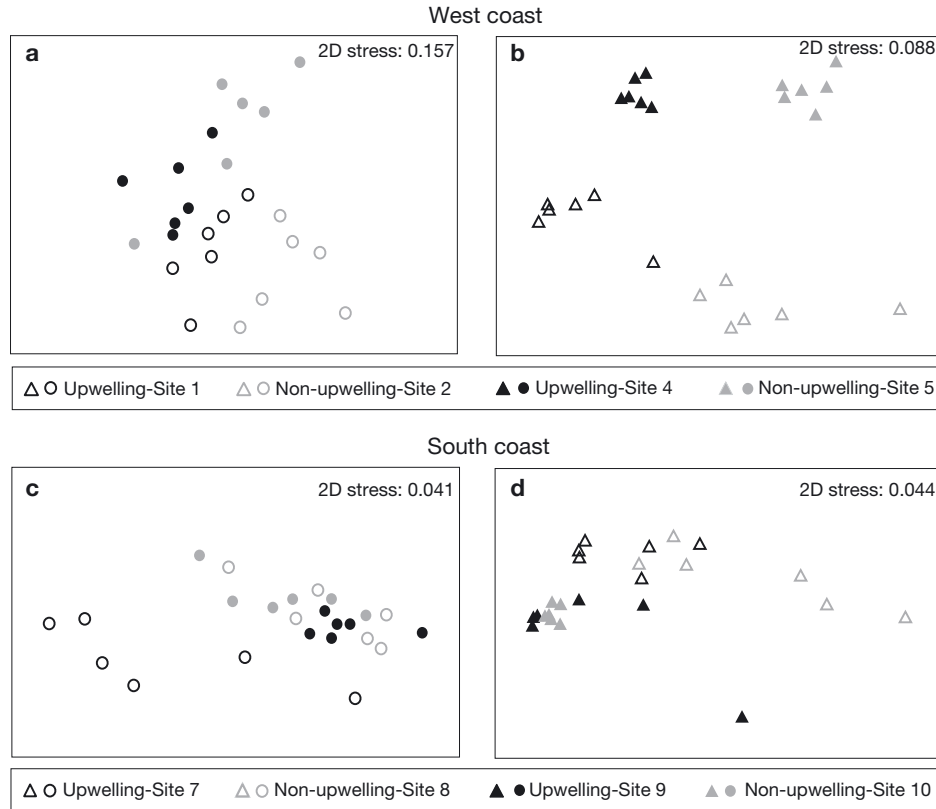 West coast
a
2D stress: 0.157
b
2D stress: 0.088
Upwelling-Site 1 Non-upwelling-Site 2 Upwelling-Site 4 Non-upwelling-Site 5
South coast
c
2D stress: 0.041
d
2D stress: 0.044
Upwelling-Site 7 Non-upwelling-Site 8 Upwelling-Site 9 Non-upwelling-Site 10